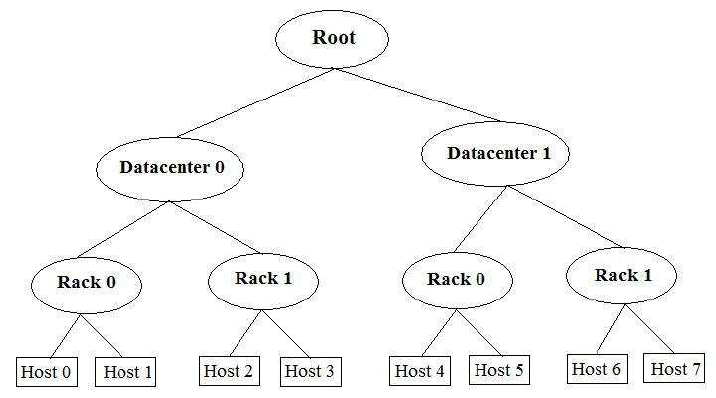 Root
Datacenter 0
Datacenter 1
Rack 0
Rack 1
Rack 0
Rack 1
Host 0
Host 1
Host 2
Host 3
Host 4
Host 5
Host 6
Host 7